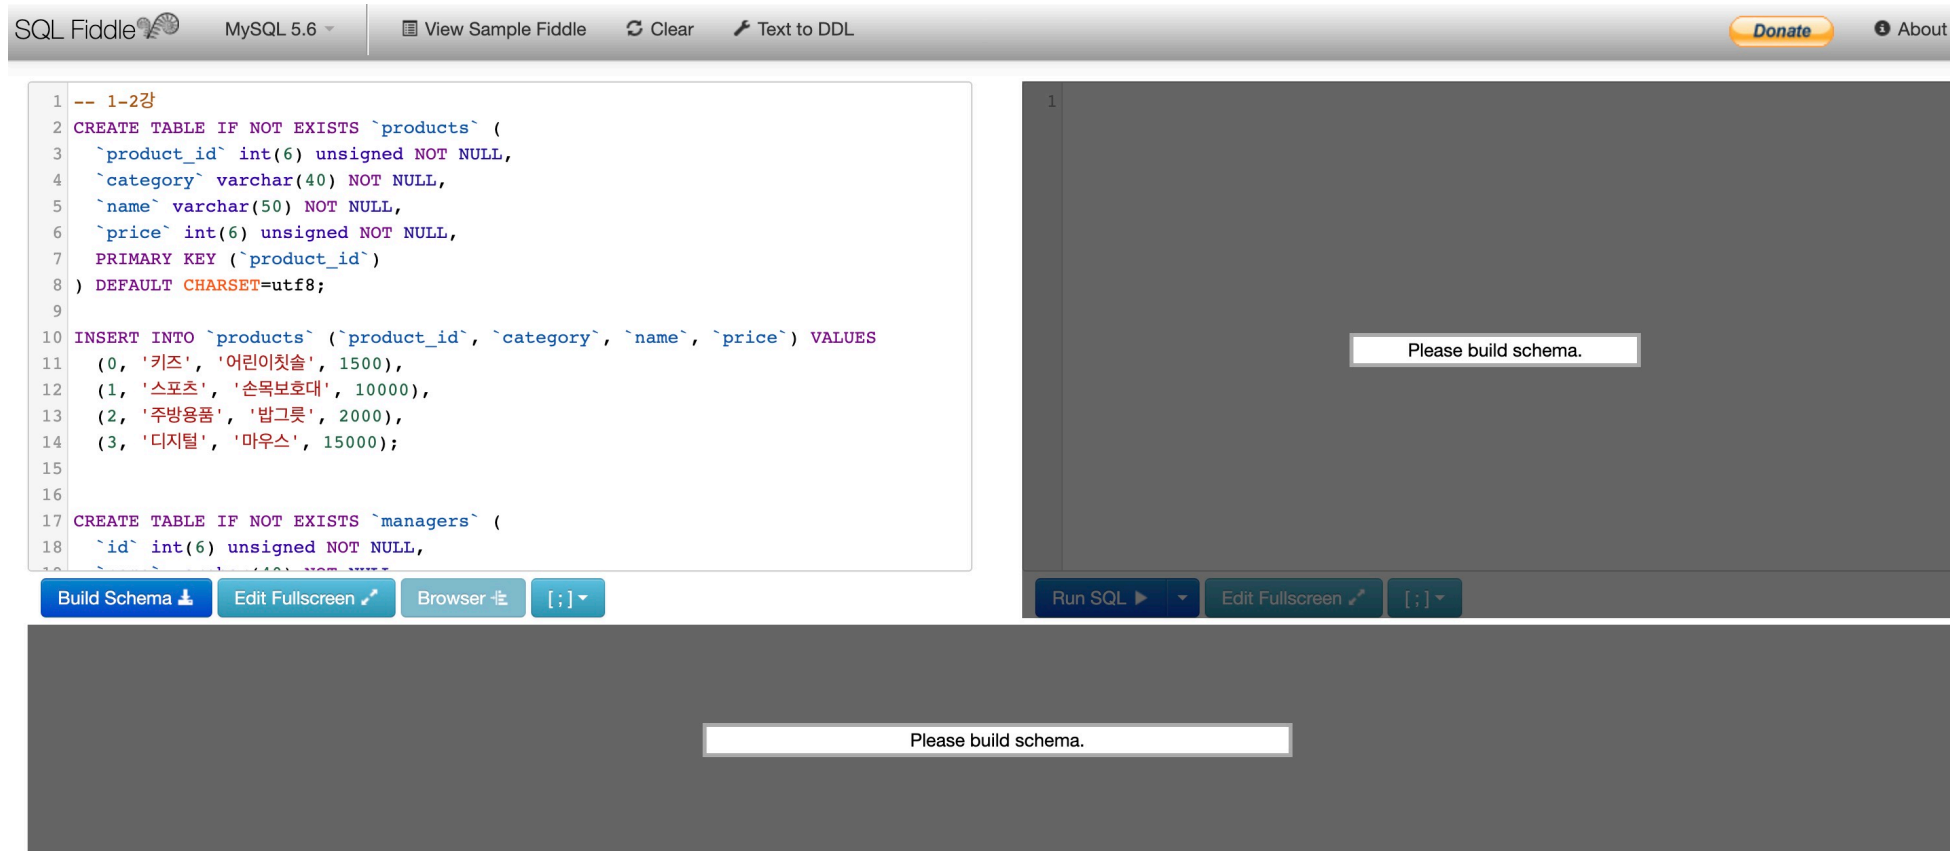 SQL Fiddle
MySQL 5.6
View Sample Fiddle
Clear
Text to DDL
Donate
About
1 -- 1-2강
2 CREATE TABLE IF NOT EXISTS `products` (
3 `product_id` int(6) unsigned NOT NULL,
4 `category` varchar(40) NOT NULL,
5 `name` varchar(50) NOT NULL,
6 `price` int(6) unsigned NOT NULL,
7 PRIMARY KEY (`product_id`)
8 ) DEFAULT CHARSET=utf8;
9
10 INSERT INTO `products` (`product_id`, `category`, `name`, `price`) VALUES
11 (0, '키즈', '어린이칫솔', 1500),
12 (1, '스포츠', '손목보호대', 10000),
13 (2, '주방용품', '밥그릇', 2000),
14 (3, '디지털', '마우스', 15000);
15
16
17 CREATE TABLE IF NOT EXISTS `managers` (
18 `id` int(6) unsigned NOT NULL,
Build Schema
Edit Fullscreen
Browser
[ ; ]
1
Please build schema.
Run SQL
Edit Fullscreen
[ ; ]
Please build schema.